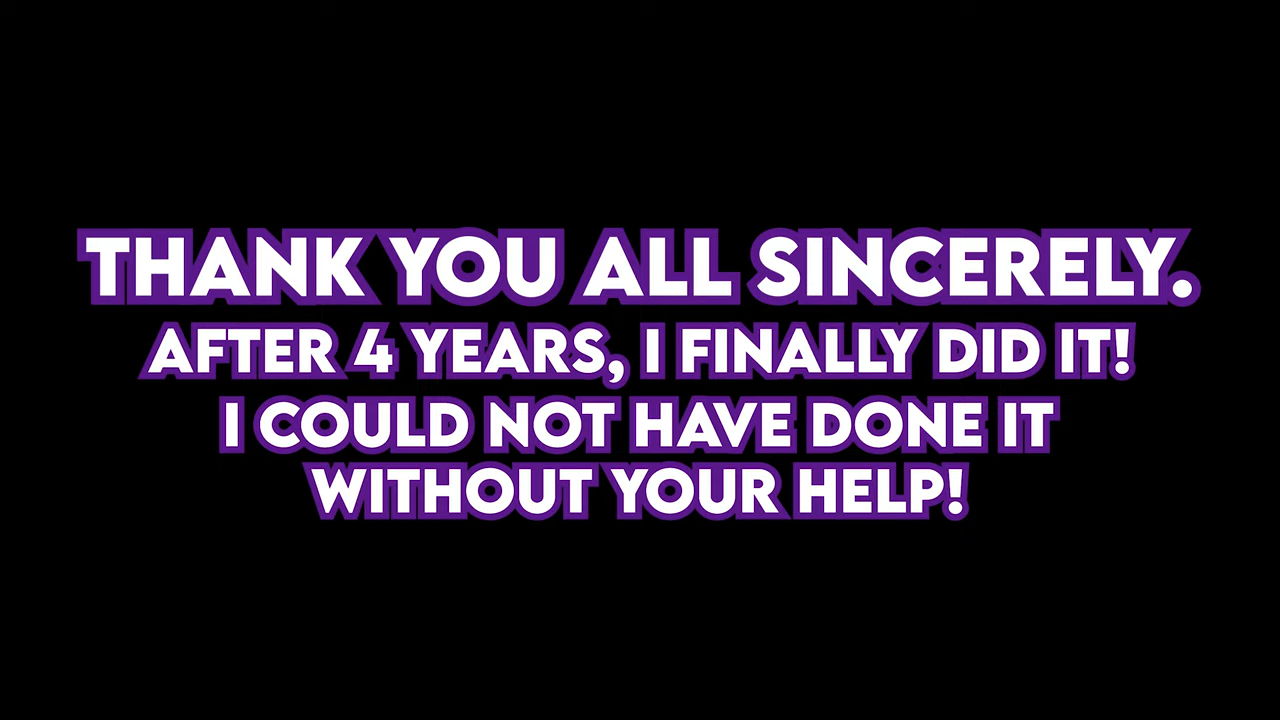 THANK YOU ALL SINCERELY.
AFTER 4 YEARS, I FINALLY DID IT!
I COULD NOT HAVE DONE IT
WITHOUT YOUR HELP!